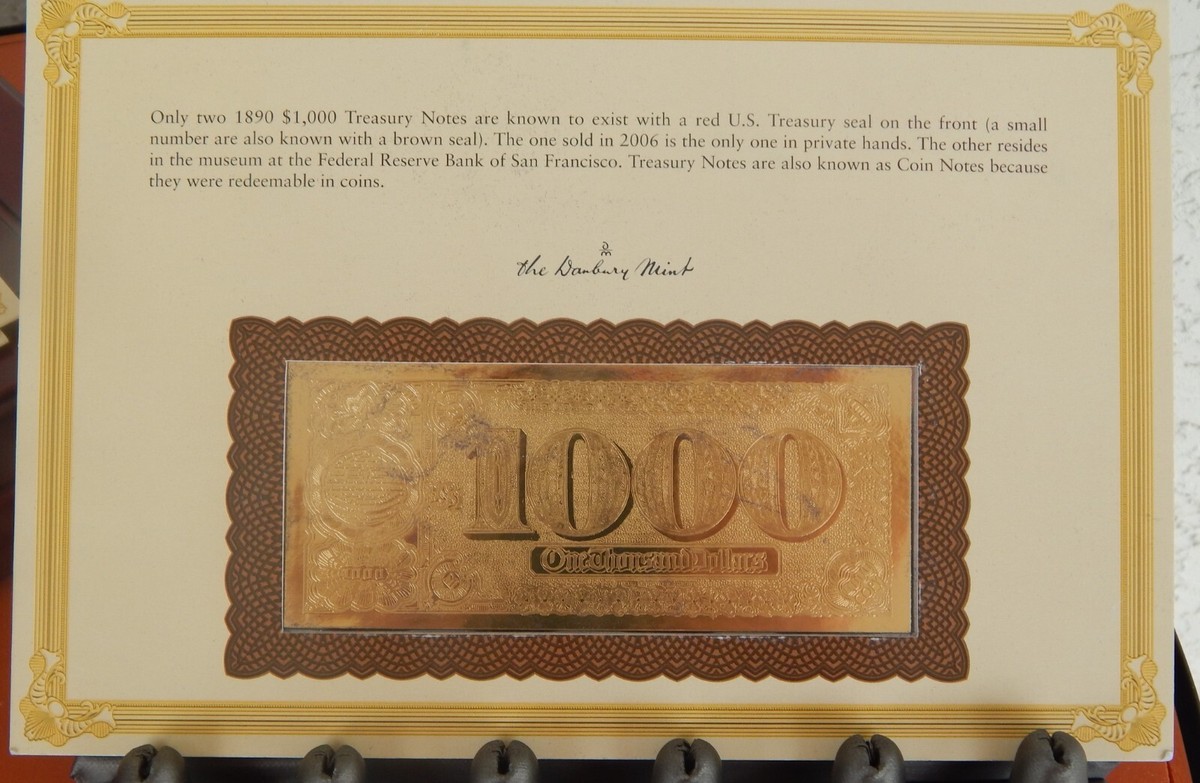 Only two 1890 $1,000 Treasury Notes are known to exist with a red U.S. Treasury seal on the front (a small
number are also known with a brown seal). The one sold in 2006 is the only one in private hands. The other resides
in the museum at the Federal Reserve Bank of San Francisco. Treasury Notes are also known as Coin Notes because
they were redeemable in coins.
the Danbury Mint
1000
One Thousand Dollars
1000